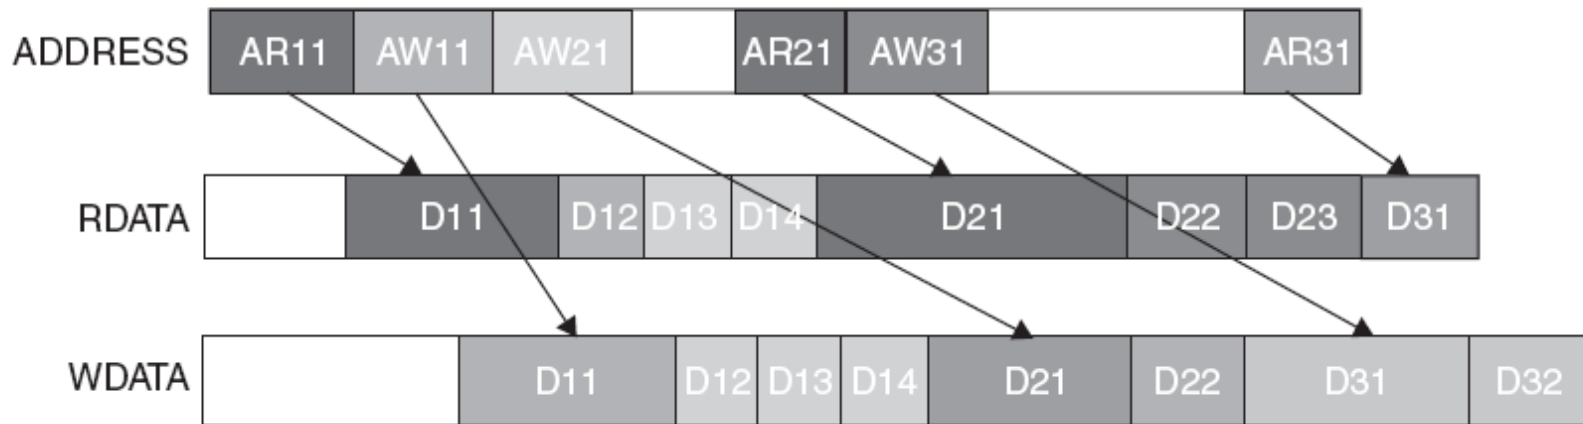 ADDRESS AR11 AW11 AW21 AR21 AW31 AR31
RDATA D11 D12 D13 D14 D21 D22 D23 D31
WDATA D11 D12 D13 D14 D21 D22 D31 D32